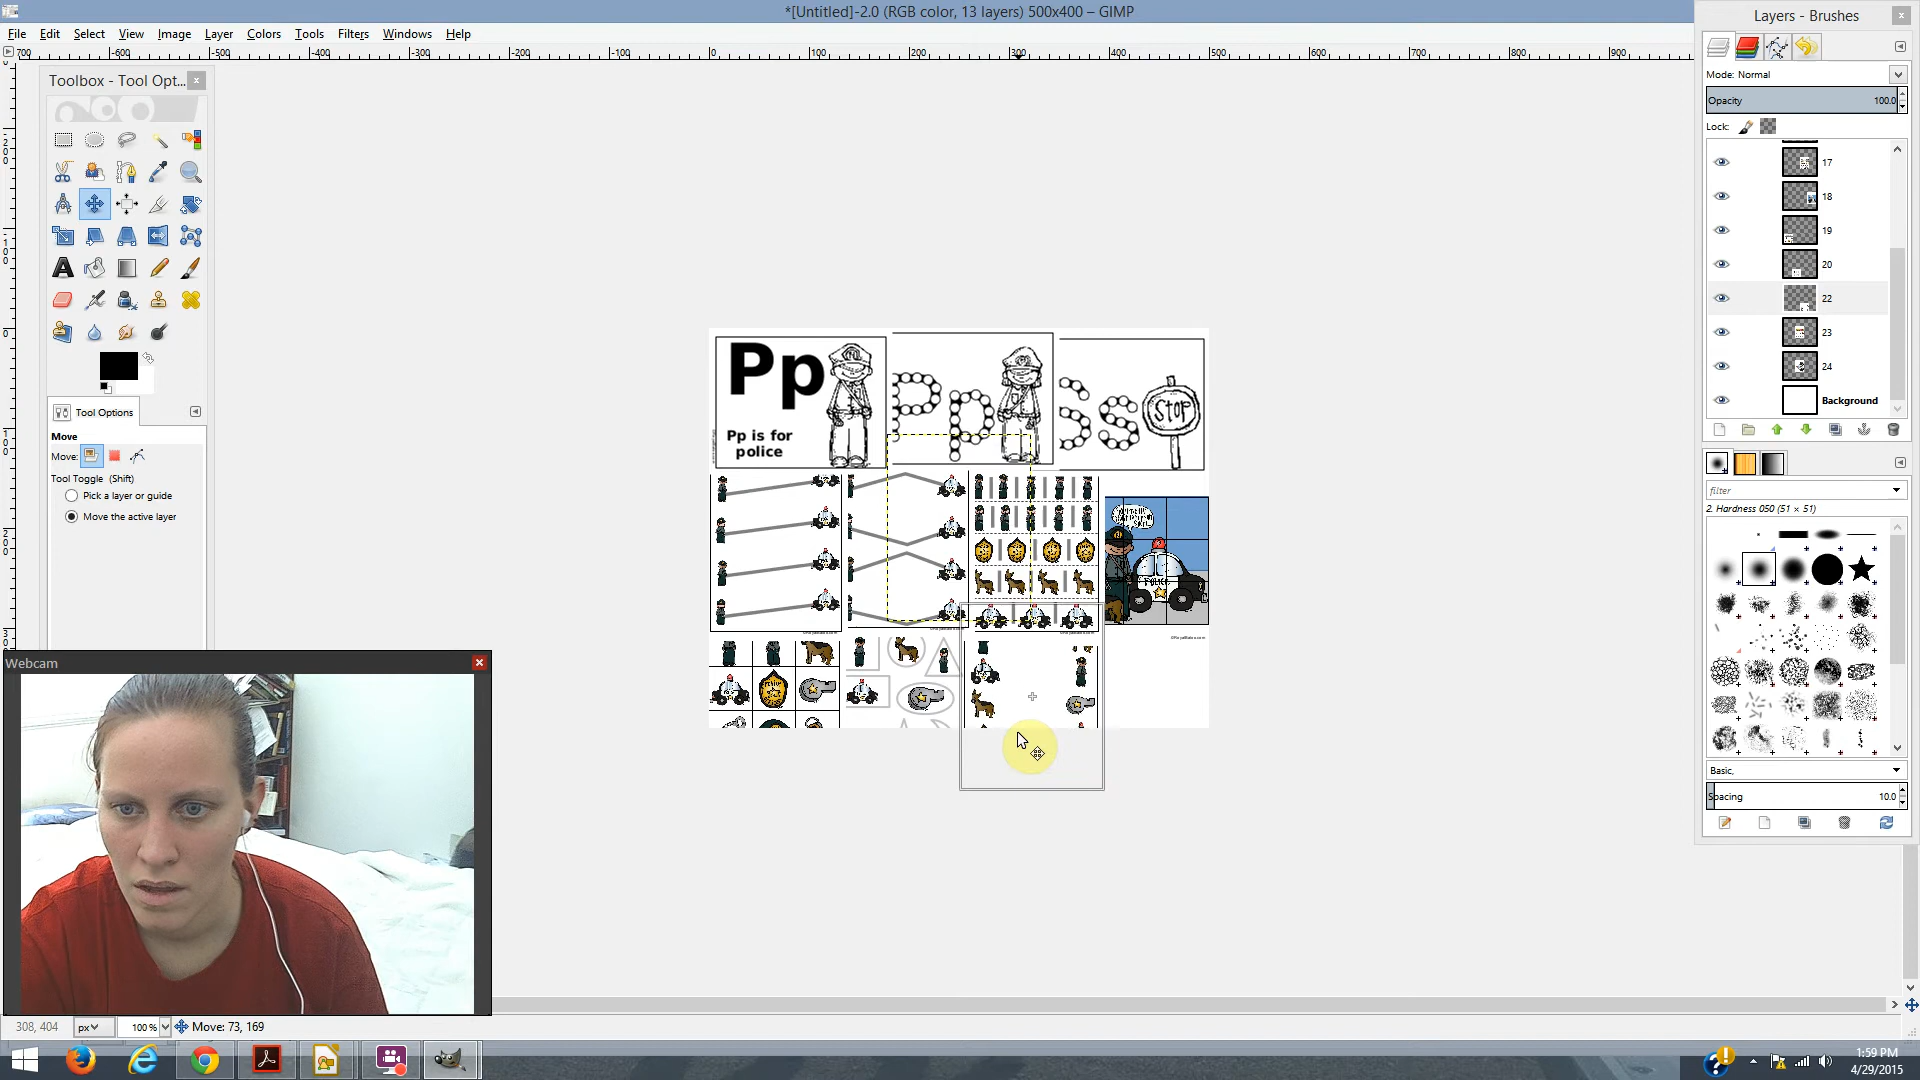 *[Untitled]-2.0 (RGB color, 13 layers) 500x400 – GIMP
Layers - Brushes
File Edit Select View Image Layer Colors Tools Filters Windows Help
Toolbox - Tool Opt...
Mode: Normal
Opacity 100.0
Lock:
17
18
19
20
22
23
24
Background
filter
2. Hardness 050 (51 × 51)
Basic,
Spacing 10.0
Tool Options
Move
Move:
Tool Toggle (Shift)
Pick a layer or guide
Move the active layer
Pp
Pp is for
police
Pp
Ss
STOP
POLICE
Webcam
308, 404 px 100 % Move: 73, 169
1:59 PM
4/29/2015